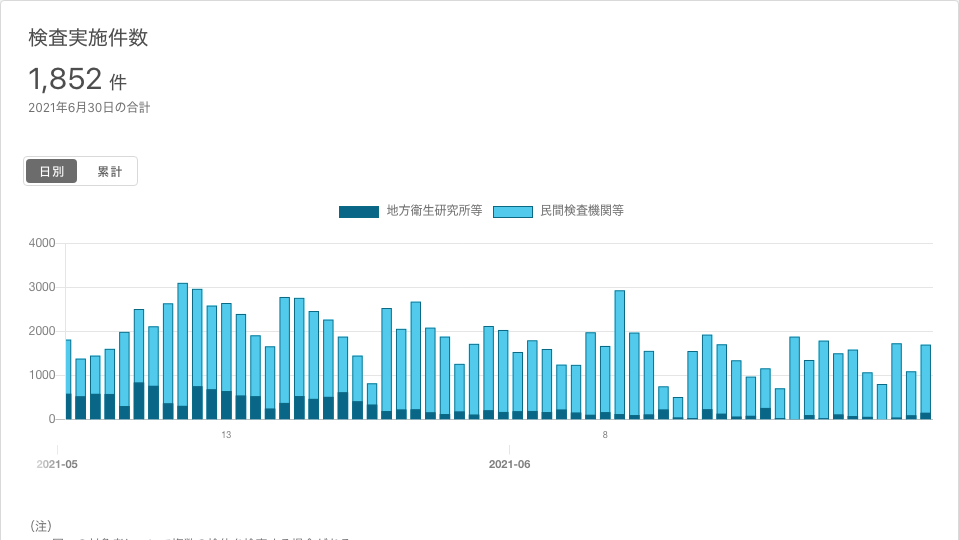 検査実施件数
1,852 件
2021年6月30日の合計
日別 累計
地方衛生研究所等 民間検査機関等
4000
3000
2000
1000
0
13 8
2021-05 2021-06
（注）